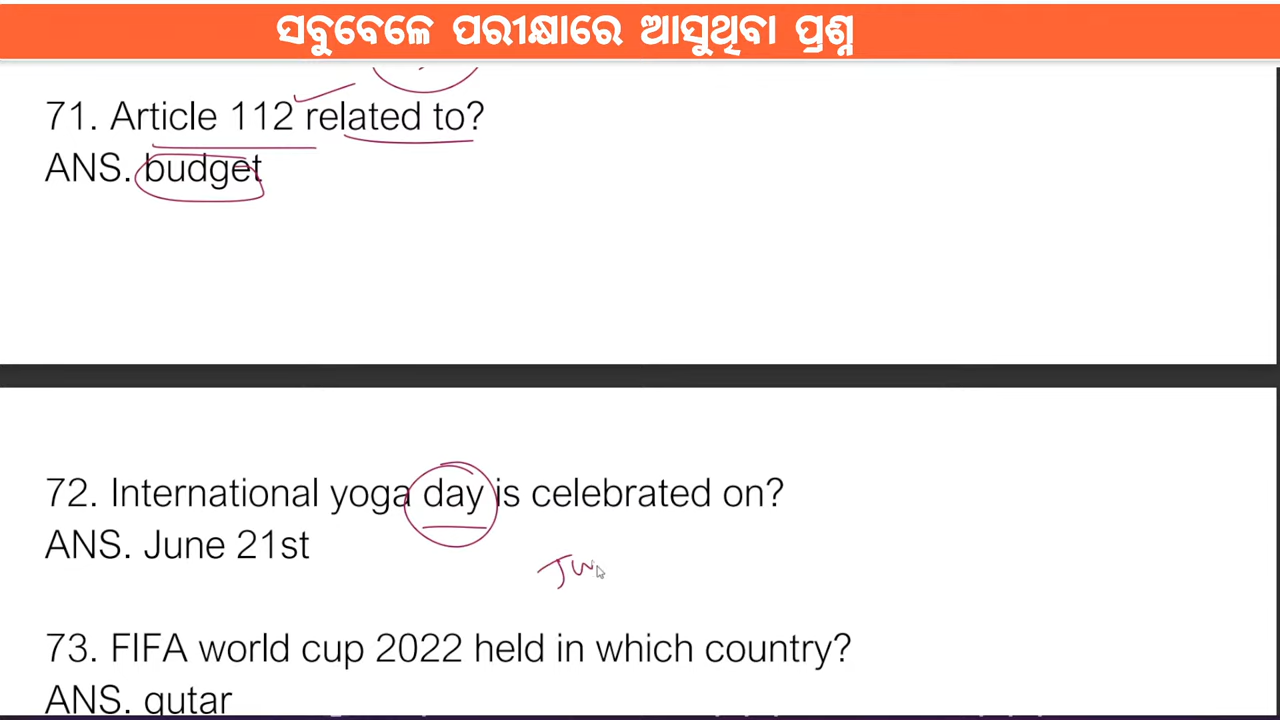 ସବୁବେଳେ ପରୀକ୍ଷାରେ ଆସୁଥିବା ପ୍ରଶ୍ନ
71. Article 112 related to?
ANS. budget
72. International yoga day is celebrated on?
ANS. June 21st
Ju
73. FIFA world cup 2022 held in which country?
ANS. qutar